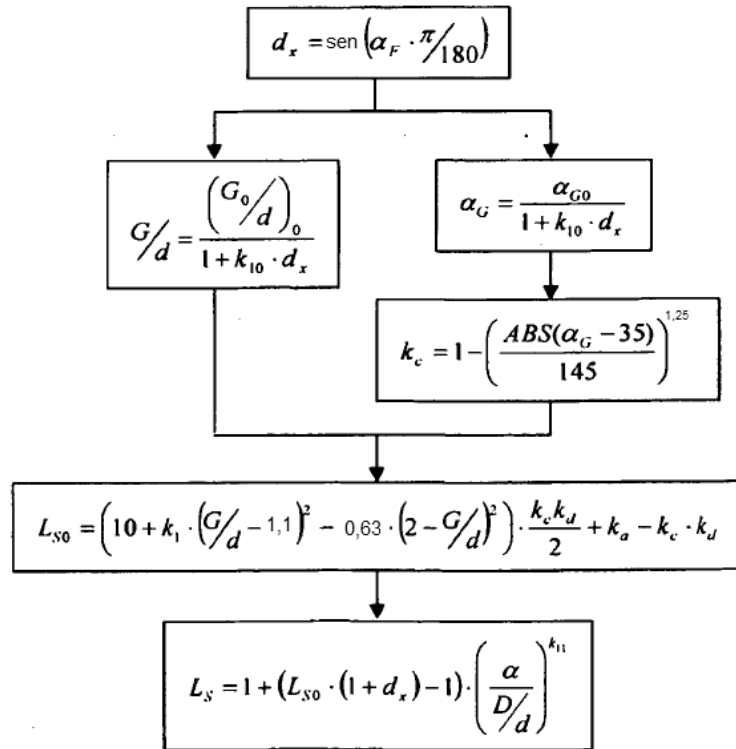 d_x = sen (α_F · π/180)
G/d = (G_0/d)_0 / (1 + k_10 · d_x)
α_G = α_G0 / (1 + k_10 · d_x)
k_c = 1 − (ABS(α_G − 35) / 145)^1,25
L_S0 = (10 + k_1 · (G/d − 1,1)^2 − 0,63 · (2 − G/d)^2) · k_c k_d / 2 + k_a − k_c · k_d
L_S = 1 + (L_S0 · (1 + d_x) − 1) · (α / D/d)^k_11